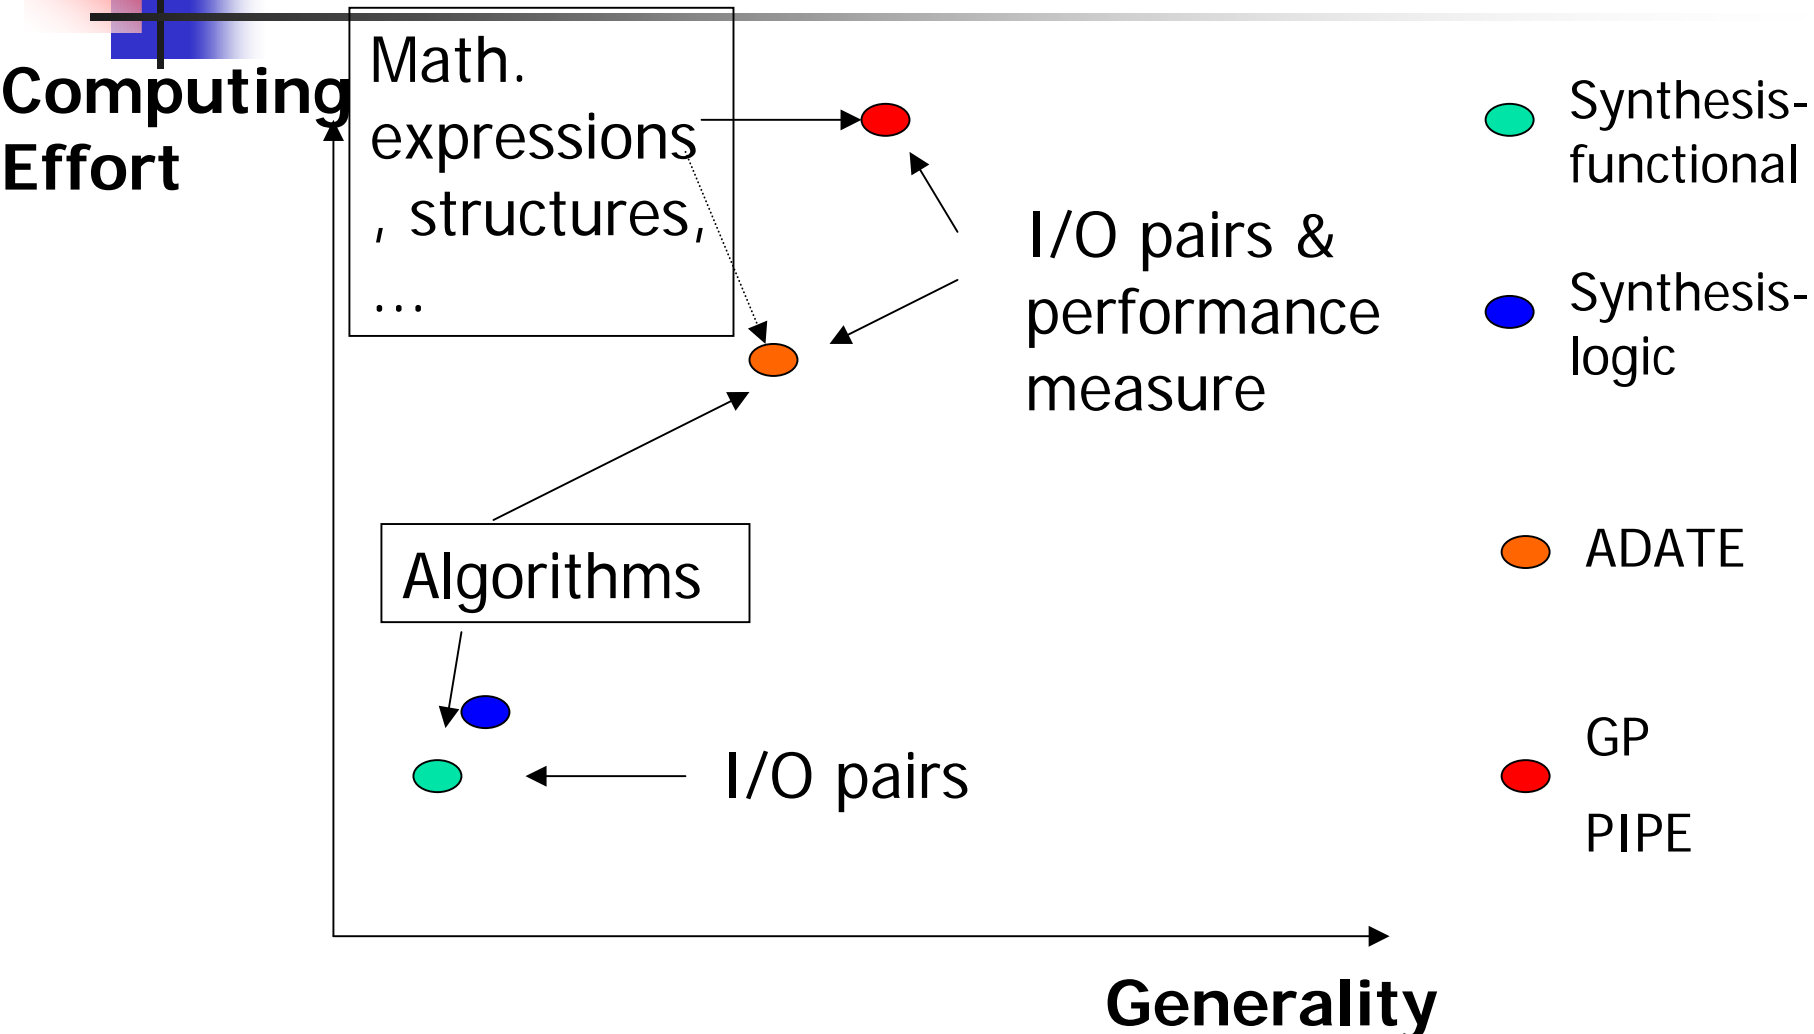 Computing
Effort
Math.
expressions
, structures,
...
I/O pairs &
performance
measure
Algorithms
I/O pairs
Generality
Synthesis-
functional
Synthesis-
logic
ADATE
GP
PIPE